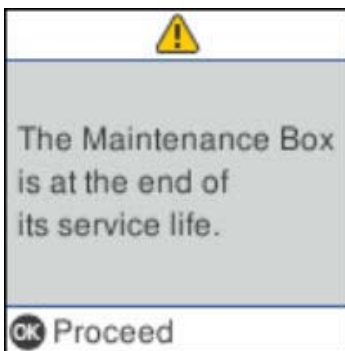 The Maintenance Box
is at the end of
its service life.
OK Proceed